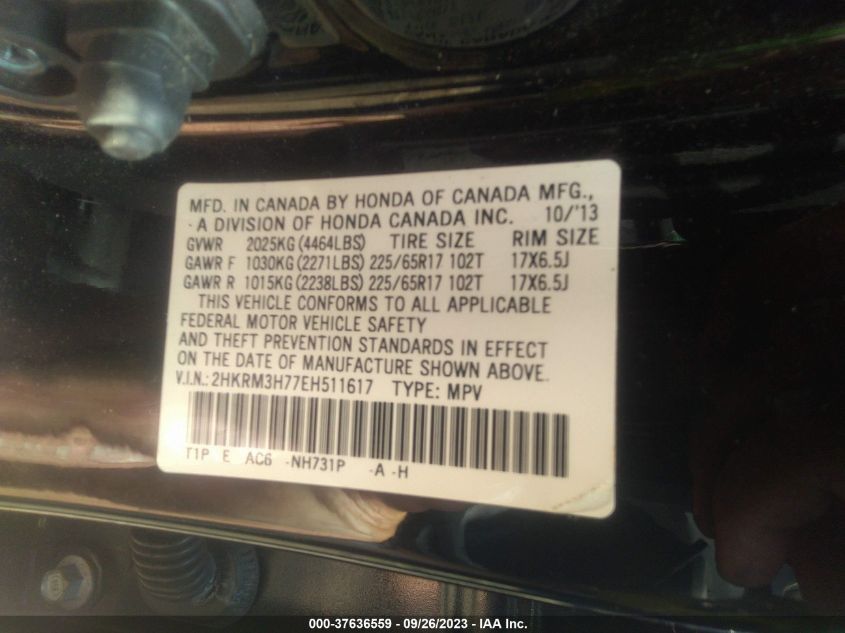 MFD. IN CANADA BY HONDA OF CANADA MFG.,
A DIVISION OF HONDA CANADA INC. 10/'13
GVWR 2025KG (4464LBS) TIRE SIZE RIM SIZE
GAWR F 1030KG (2271LBS) 225/65R17 102T 17X6.5J
GAWR R 1015KG (2238LBS) 225/65R17 102T 17X6.5J
THIS VEHICLE CONFORMS TO ALL APPLICABLE
FEDERAL MOTOR VEHICLE SAFETY
AND THEFT PREVENTION STANDARDS IN EFFECT
ON THE DATE OF MANUFACTURE SHOWN ABOVE.
V.I.N.: 2HKRM3H77EH511617 TYPE: MPV
T1P E AC6 -NH731P -A -H
000-37636559 — 09/26/2023 — IAA Inc.